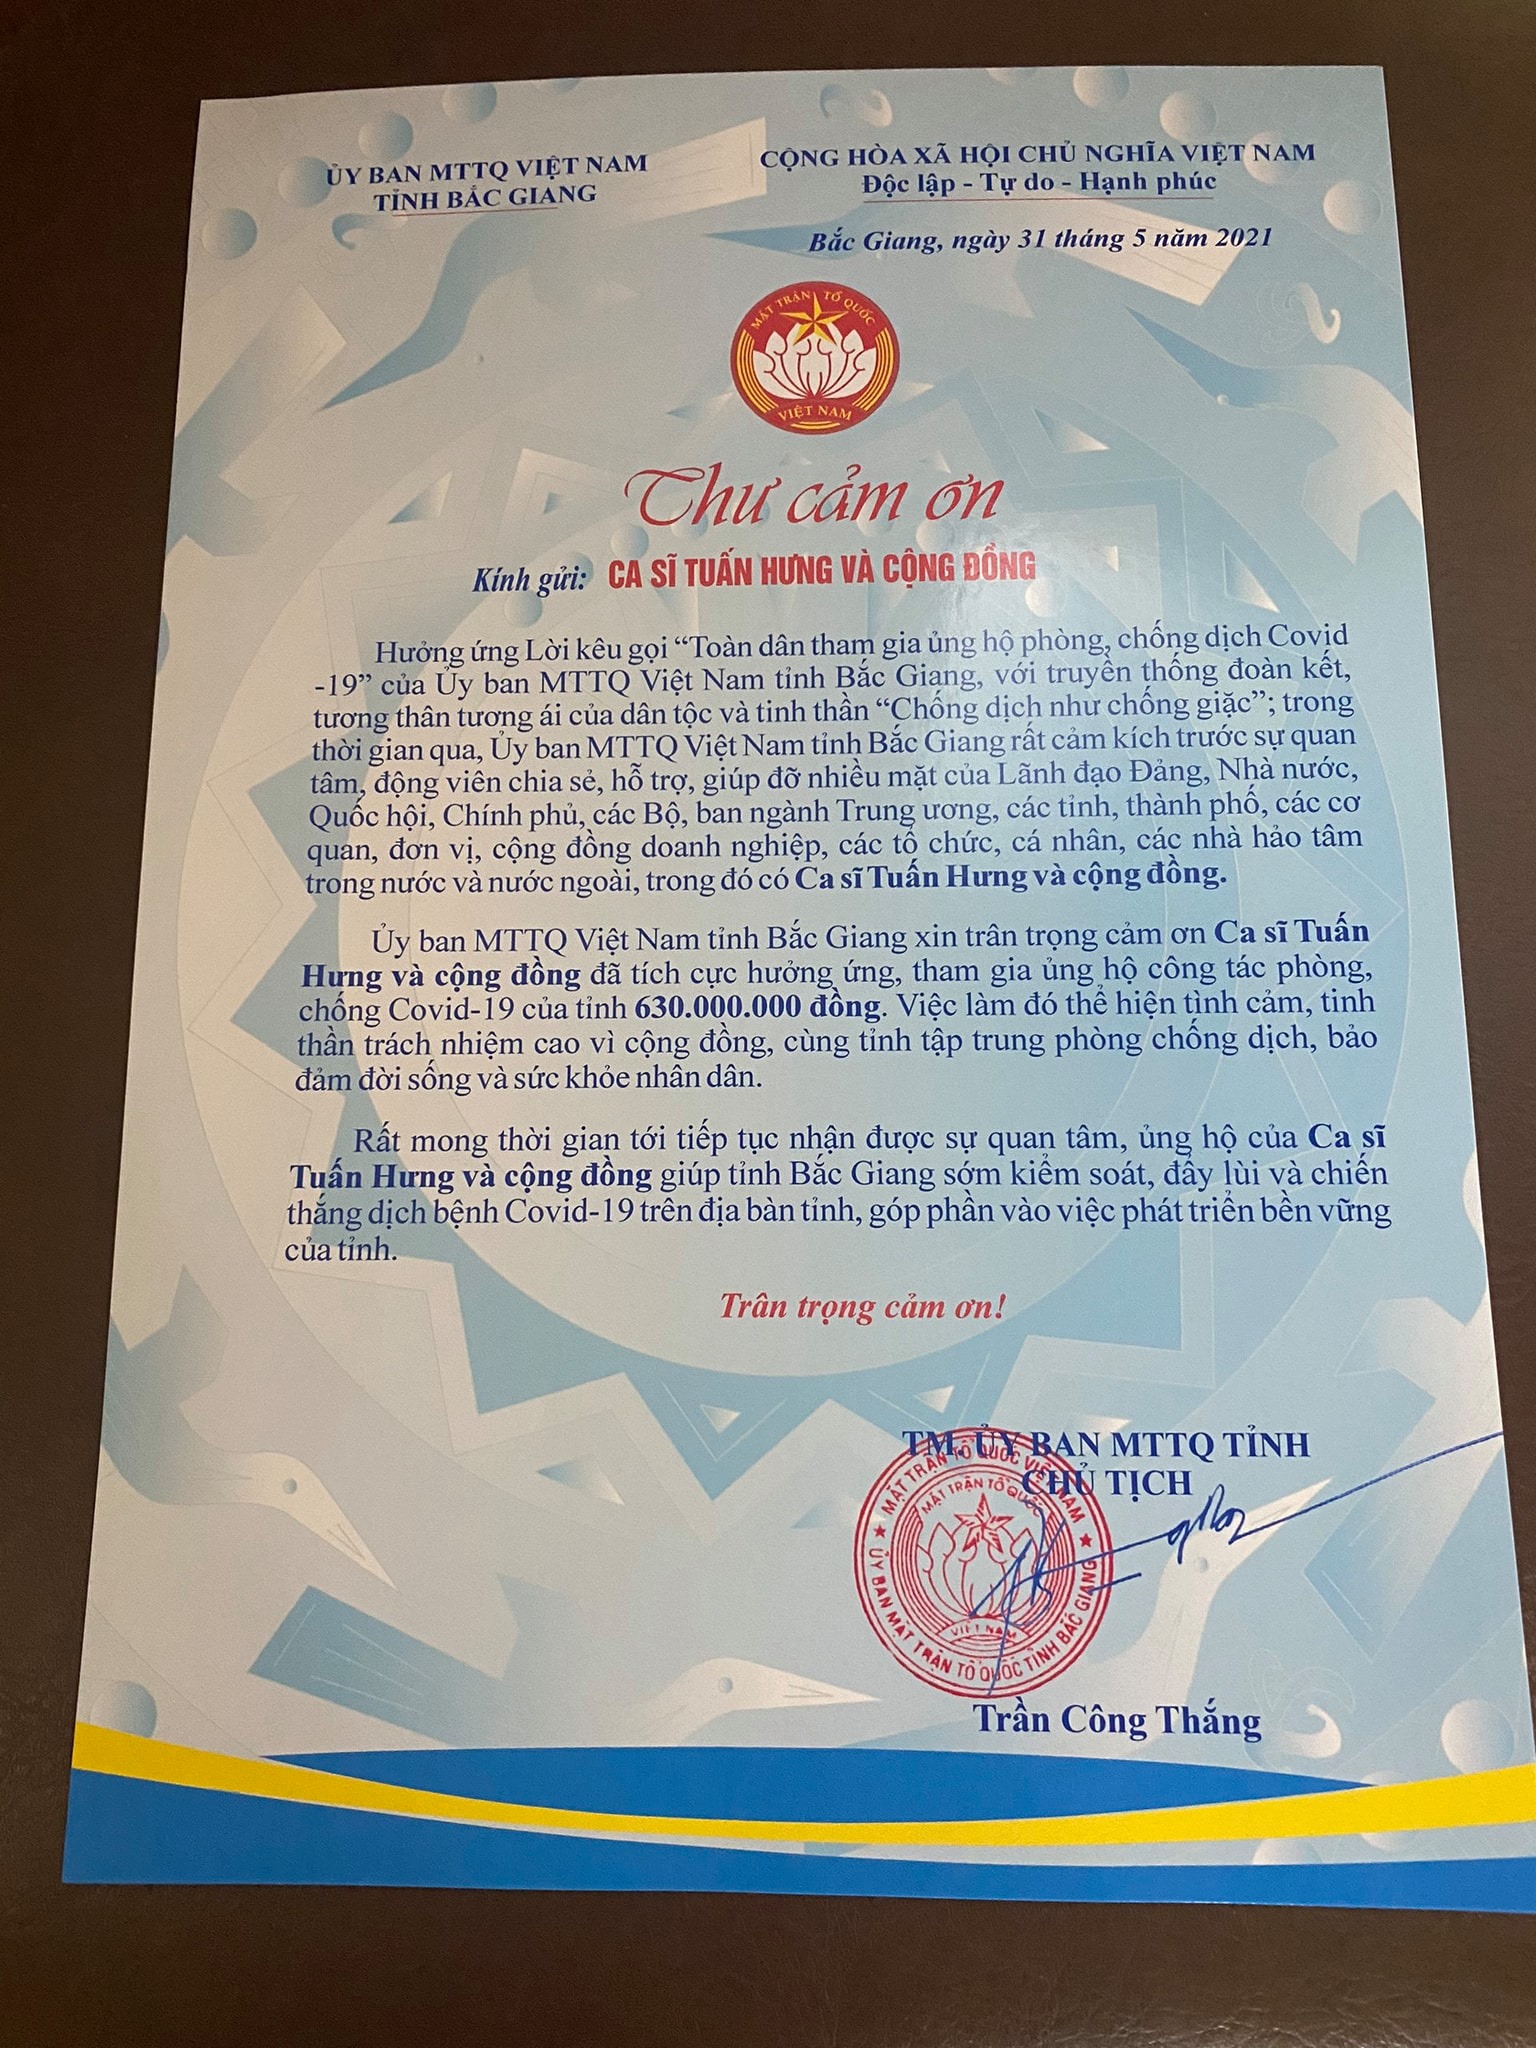 ỦY BAN MTTQ VIỆT NAM
TỈNH BẮC GIANG
CỘNG HÒA XÃ HỘI CHỦ NGHĨA VIỆT NAM
Độc lập - Tự do - Hạnh phúc
Bắc Giang, ngày 31 tháng 5 năm 2021
MẶT TRẬN TỔ QUỐC
VIỆT NAM
Thư cảm ơn
Kính gửi: CA SĨ TUẤN HƯNG VÀ CỘNG ĐỒNG
Hưởng ứng Lời kêu gọi “Toàn dân tham gia ủng hộ phòng, chống dịch Covid
-19” của Ủy ban MTTQ Việt Nam tỉnh Bắc Giang, với truyền thống đoàn kết,
tương thân tương ái của dân tộc và tinh thần “Chống dịch như chống giặc”; trong
thời gian qua, Ủy ban MTTQ Việt Nam tỉnh Bắc Giang rất cảm kích trước sự quan
tâm, động viên chia sẻ, hỗ trợ, giúp đỡ nhiều mặt của Lãnh đạo Đảng, Nhà nước,
Quốc hội, Chính phủ, các Bộ, ban ngành Trung ương, các tỉnh, thành phố, các cơ
quan, đơn vị, cộng đồng doanh nghiệp, các tổ chức, cá nhân, các nhà hảo tâm
trong nước và nước ngoài, trong đó có Ca sĩ Tuấn Hưng và cộng đồng.
Ủy ban MTTQ Việt Nam tỉnh Bắc Giang xin trân trọng cảm ơn Ca sĩ Tuấn
Hưng và cộng đồng đã tích cực hưởng ứng, tham gia ủng hộ công tác phòng,
chống Covid-19 của tỉnh 630.000.000 đồng. Việc làm đó thể hiện tình cảm, tinh
thần trách nhiệm cao vì cộng đồng, cùng tỉnh tập trung phòng chống dịch, bảo
đảm đời sống và sức khỏe nhân dân.
Rất mong thời gian tới tiếp tục nhận được sự quan tâm, ủng hộ của Ca sĩ
Tuấn Hưng và cộng đồng giúp tỉnh Bắc Giang sớm kiểm soát, đẩy lùi và chiến
thắng dịch bệnh Covid-19 trên địa bàn tỉnh, góp phần vào việc phát triển bền vững
của tỉnh.
Trân trọng cảm ơn!
TM. ỦY BAN MTTQ TỈNH
CHỦ TỊCH
MẶT TRẬN TỔ QUỐC VIỆT NAM
MẶT TRẬN TỔ QUỐC
VIỆT NAM
ỦY BAN MẶT TRẬN TỔ QUỐC TỈNH BẮC GIANG
Trần Công Thắng